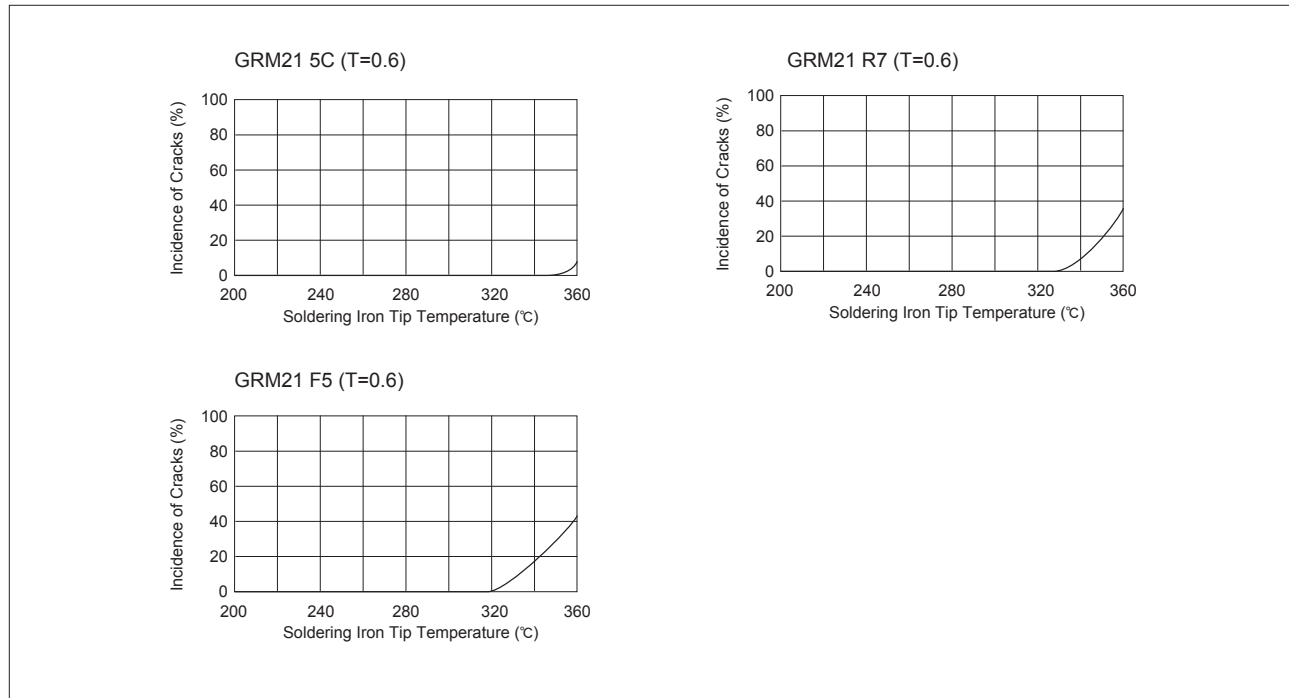 GRM21 5C (T=0.6)
Incidence of Cracks (%)
100
80
60
40
20
0
200 240 280 320 360
Soldering Iron Tip Temperature (℃)
GRM21 R7 (T=0.6)
Incidence of Cracks (%)
100
80
60
40
20
0
200 240 280 320 360
Soldering Iron Tip Temperature (℃)
GRM21 F5 (T=0.6)
Incidence of Cracks (%)
100
80
60
40
20
0
200 240 280 320 360
Soldering Iron Tip Temperature (℃)